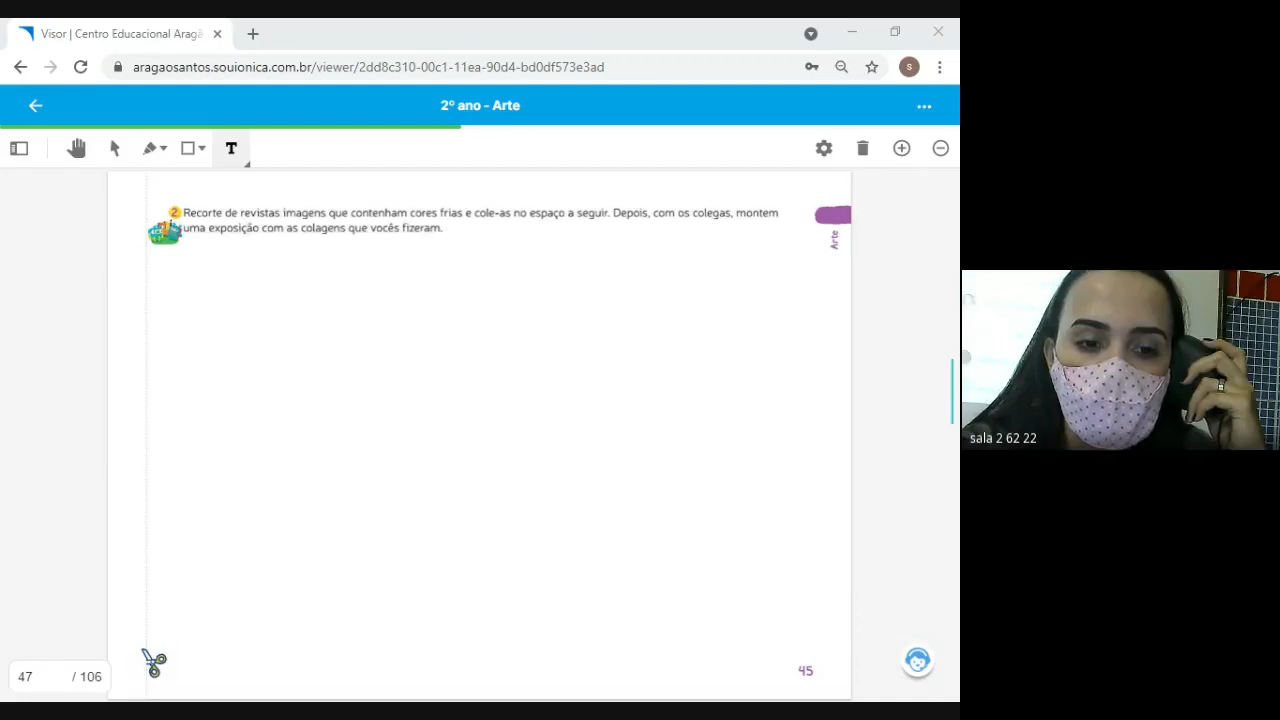 Visor | Centro Educacional Aragã
aragaosantos.souionica.com.br/viewer/2dd8c310-00c1-11ea-90d4-bd0df573e3ad
S
2º ano - Arte
T
2 Recorte de revistas imagens que contenham cores frias e cole-as no espaço a seguir. Depois, com os colegas, montem
uma exposição com as colagens que vocês fizeram.
Arte
sala 2 62 22
45
47 / 106